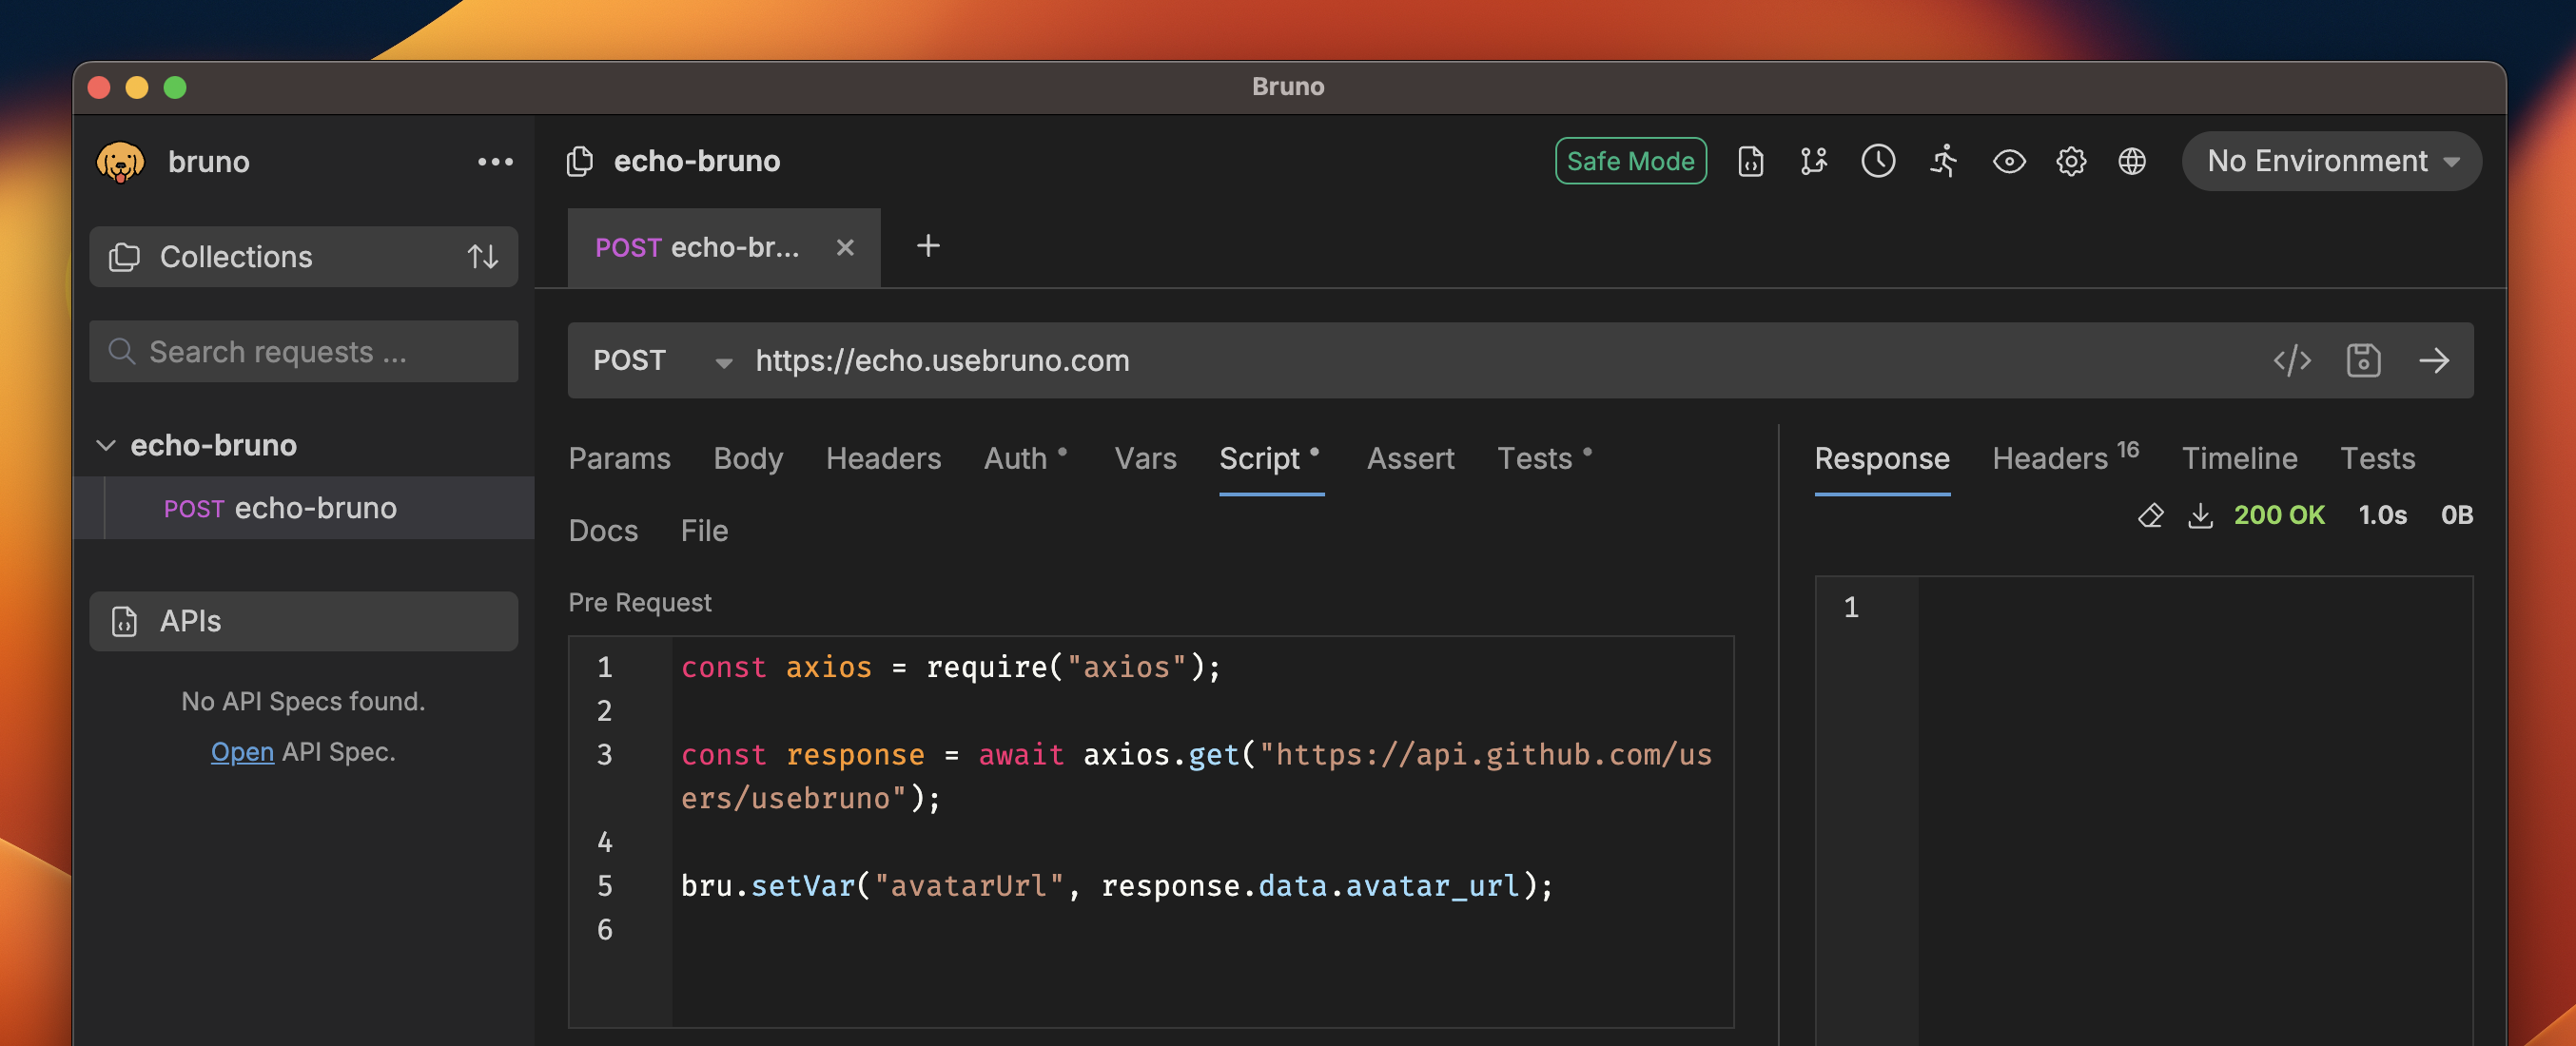 Bruno
bruno
echo-bruno
Safe Mode
No Environment
Collections
POST echo-br...
Search requests ...
POST
https://echo.usebruno.com
echo-bruno
POST echo-bruno
Params Body Headers Auth Vars Script Assert Tests
Docs File
Response Headers 16 Timeline Tests
200 OK 1.0s 0B
APIs
No API Specs found.
Open API Spec.
Pre Request
1 const axios = require("axios");
2
3 const response = await axios.get("https://api.github.com/us
ers/usebruno");
4
5 bru.setVar("avatarUrl", response.data.avatar_url);
6
1